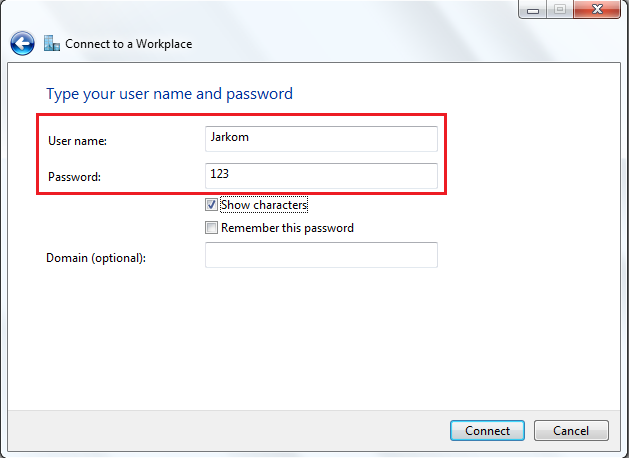 Connect to a Workplace
Type your user name and password
User name: Jarkom
Password: 123
Show characters
Remember this password
Domain (optional):
Connect Cancel